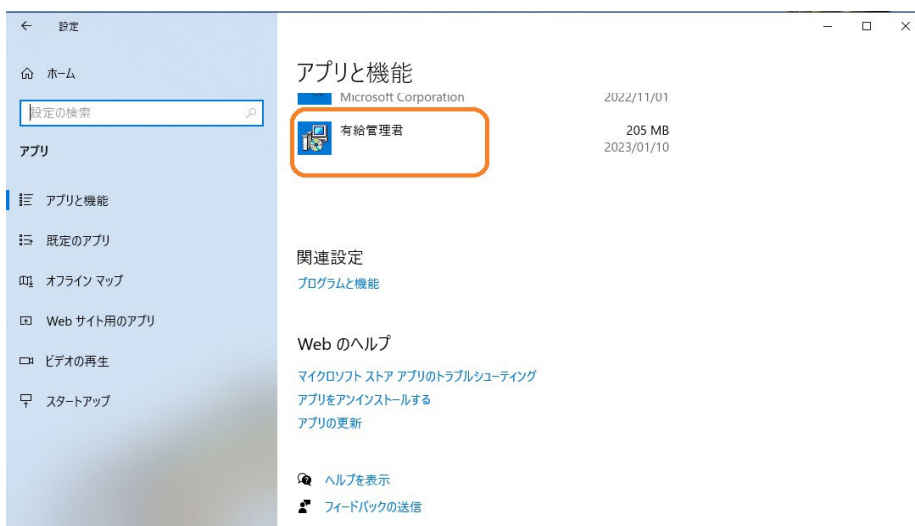 設定
ホーム
設定の検索
アプリ
アプリと機能
既定のアプリ
オフライン マップ
Web サイト用のアプリ
ビデオの再生
スタートアップ
アプリと機能
Microsoft Corporation 2022/11/01
有給管理君 205 MB
2023/01/10
関連設定
プログラムと機能
Web のヘルプ
マイクロソフト ストア アプリのトラブルシューティング
アプリをアンインストールする
アプリの更新
ヘルプを表示
フィードバックの送信